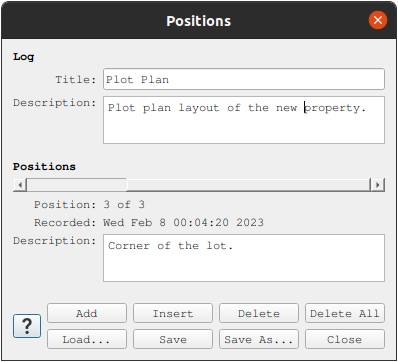 Positions
Log
Title: Plot Plan
Description: Plot plan layout of the new property.
Positions
Position: 3 of 3
Recorded: Wed Feb 8 00:04:20 2023
Description: Corner of the lot.
? Add Insert Delete Delete All
Load... Save Save As... Close